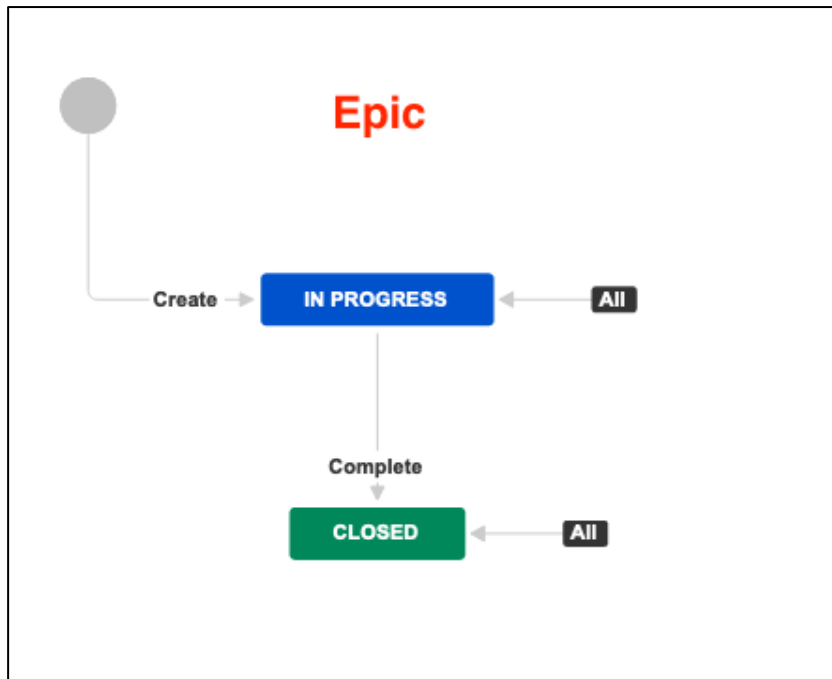 Epic
Create
IN PROGRESS
All
Complete
CLOSED
All